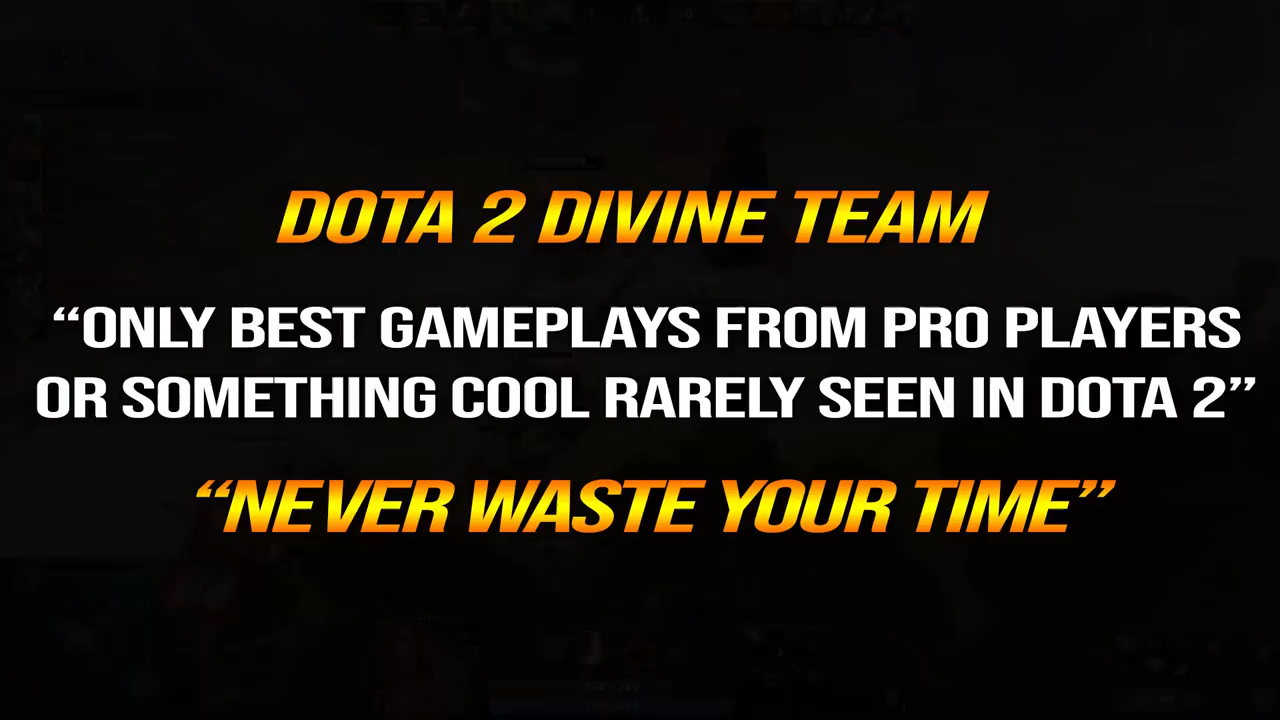 DOTA 2 DIVINE TEAM
“ONLY BEST GAMEPLAYS FROM PRO PLAYERS
OR SOMETHING COOL RARELY SEEN IN DOTA 2”
“NEVER WASTE YOUR TIME”